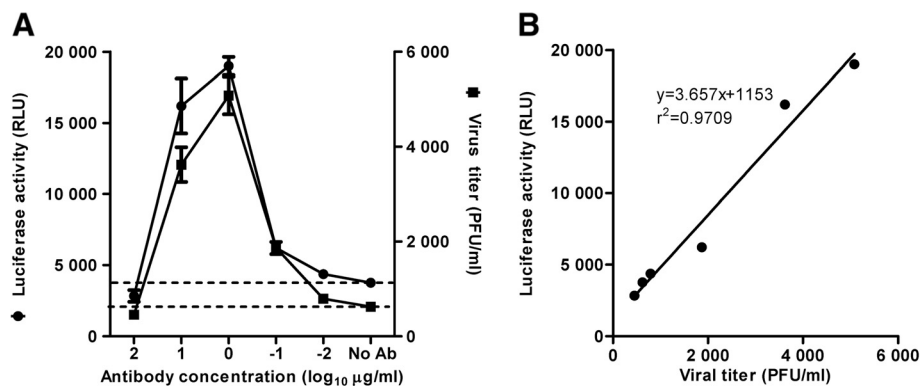 A
Luciferase activity (RLU)
20 000
15 000
10 000
5 000
0
6 000
4 000
2 000
0
Virus titer (PFU/ml)
2 1 0 -1 -2 No Ab
Antibody concentration (log10 μg/ml)
B
Luciferase activity (RLU)
20 000
15 000
10 000
5 000
0
y=3.657x+1153
r²=0.9709
0 2 000 4 000 6 000
Viral titer (PFU/ml)